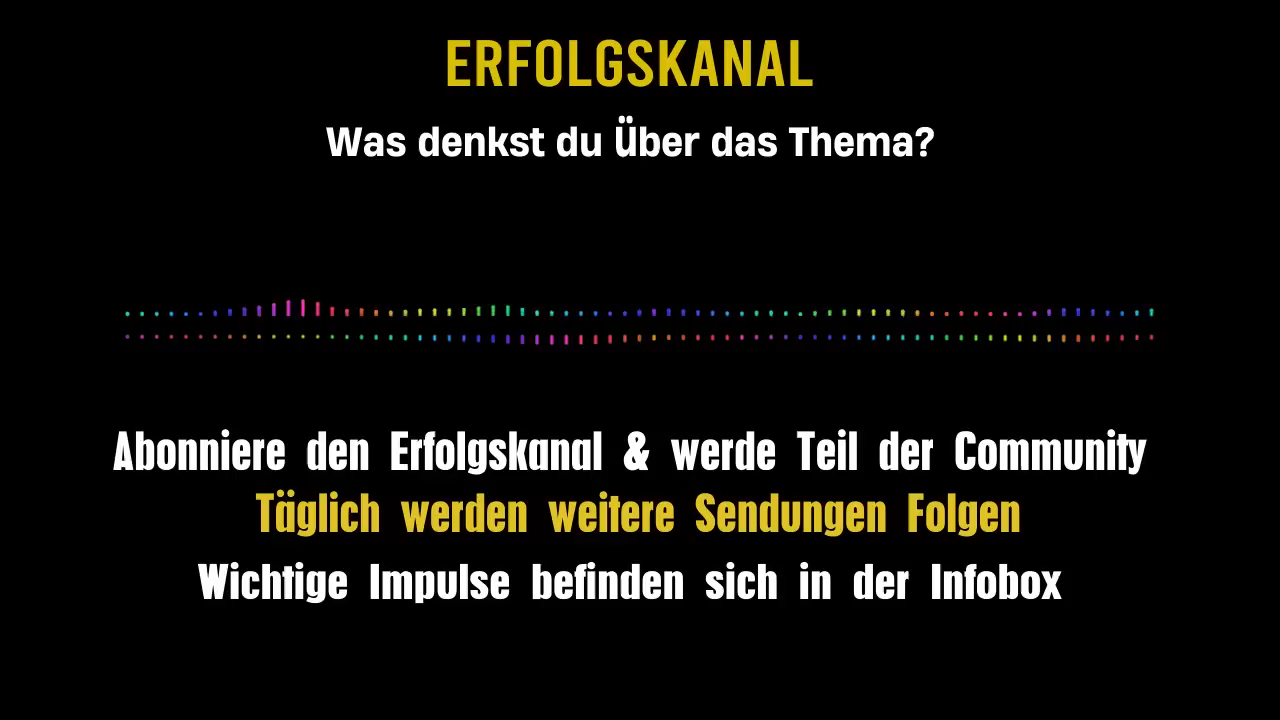 ERFOLGSKANAL
Was denkst du Über das Thema?
Abonniere den Erfolgskanal & werde Teil der Community
Täglich werden weitere Sendungen Folgen
Wichtige Impulse befinden sich in der Infobox